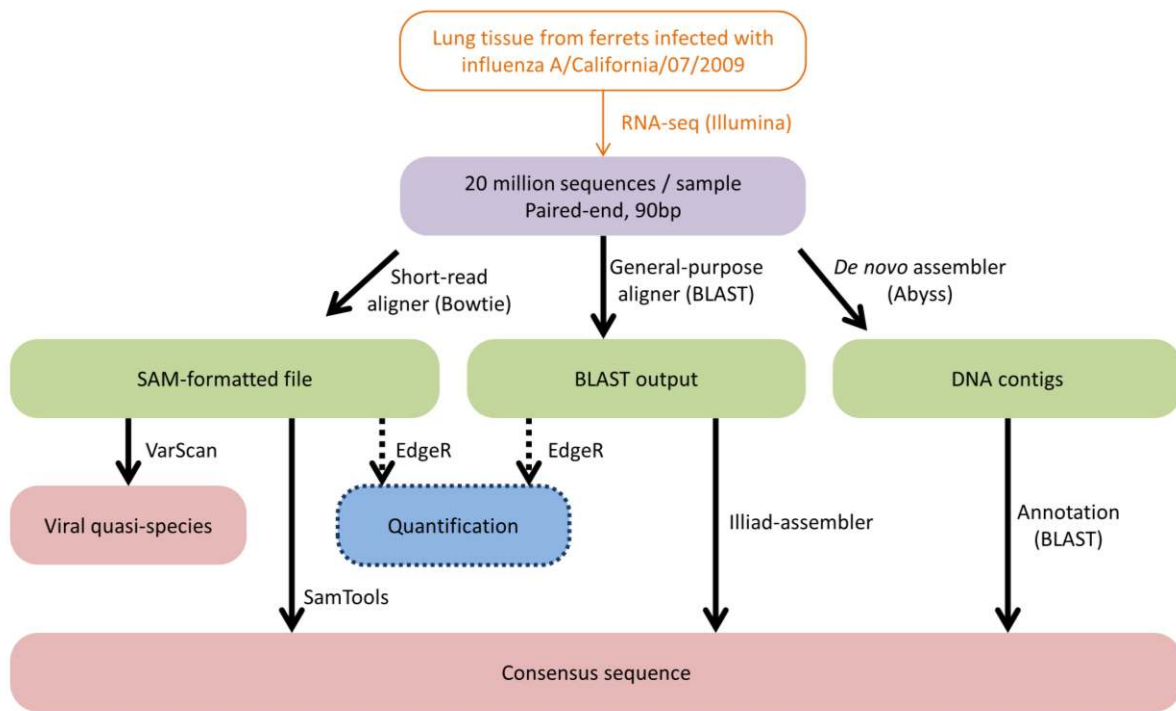 Lung tissue from ferrets infected with
influenza A/California/07/2009
RNA-seq (Illumina)
20 million sequences / sample
Paired-end, 90bp
Short-read
aligner (Bowtie)
General-purpose
aligner (BLAST)
De novo assembler
(Abyss)
SAM-formatted file
BLAST output
DNA contigs
VarScan
EdgeR
EdgeR
Viral quasi-species
Quantification
Illiad-assembler
Annotation
(BLAST)
SamTools
Consensus sequence